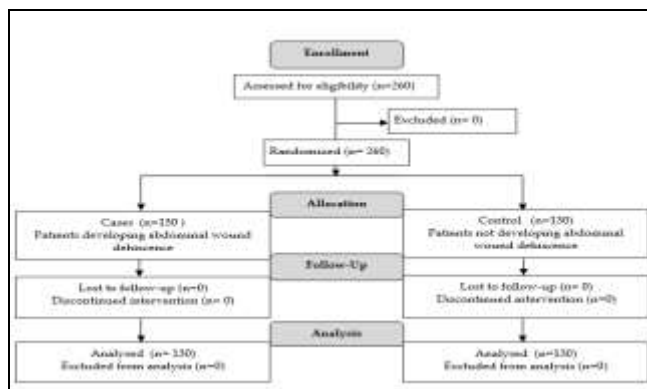 Enrollment
Assessed for eligibility (n=260)
Excluded (n= 0)
Randomized (n= 260)
Allocation
Cases (n=130 )
Patients developing abdominal wound
dehiscence
Control (n=130)
Patients not developing abdominal
wound dehiscence
Follow-Up
Lost to follow-up (n=0)
Discontinued intervention (n= 0)
Lost to follow-up (n= 0)
Discontinued intervention (n=0)
Analysis
Analysed (n= 130)
Excluded from analysis (n=0)
Analysed (n=130)
Excluded from analysis (n=0)